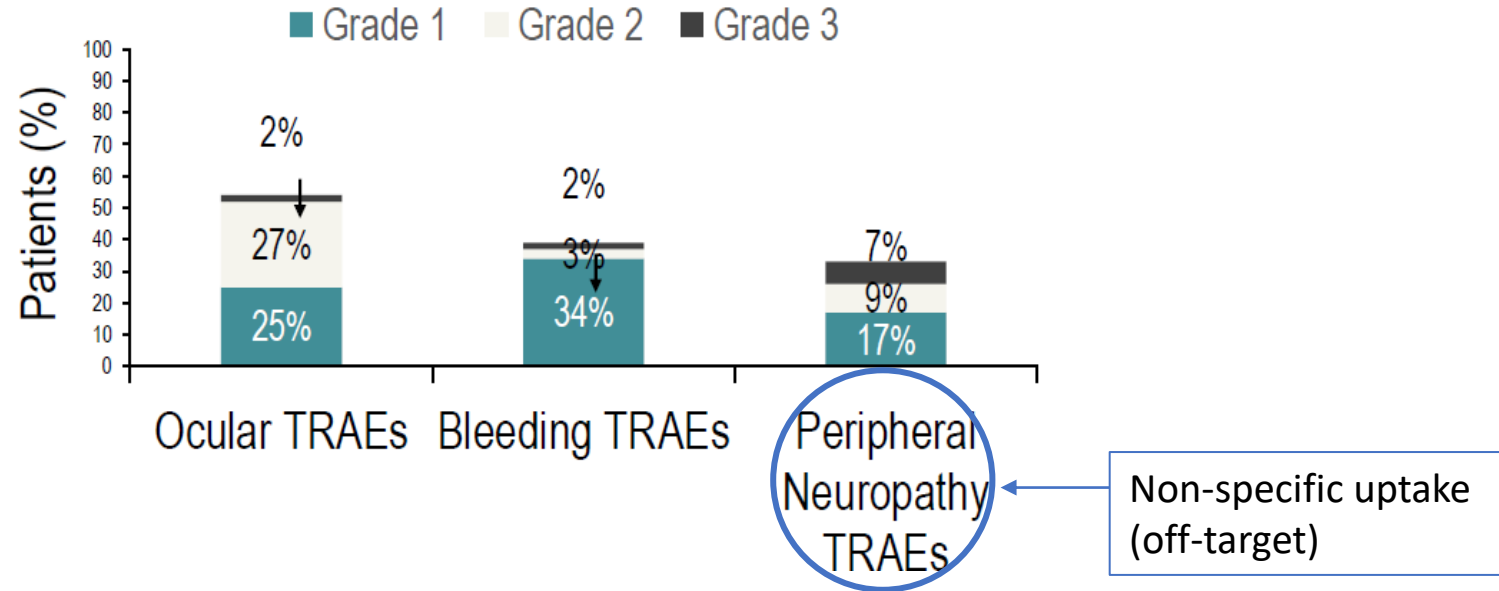 Grade 1 Grade 2 Grade 3
Patients (%)
100
90
80
70
60
50
40
30
20
10
0
2%
27%
25%
2%
3%
34%
7%
9%
17%
Ocular TRAEs
Bleeding TRAEs
Peripheral
Neuropathy
TRAEs
Non-specific uptake
(off-target)